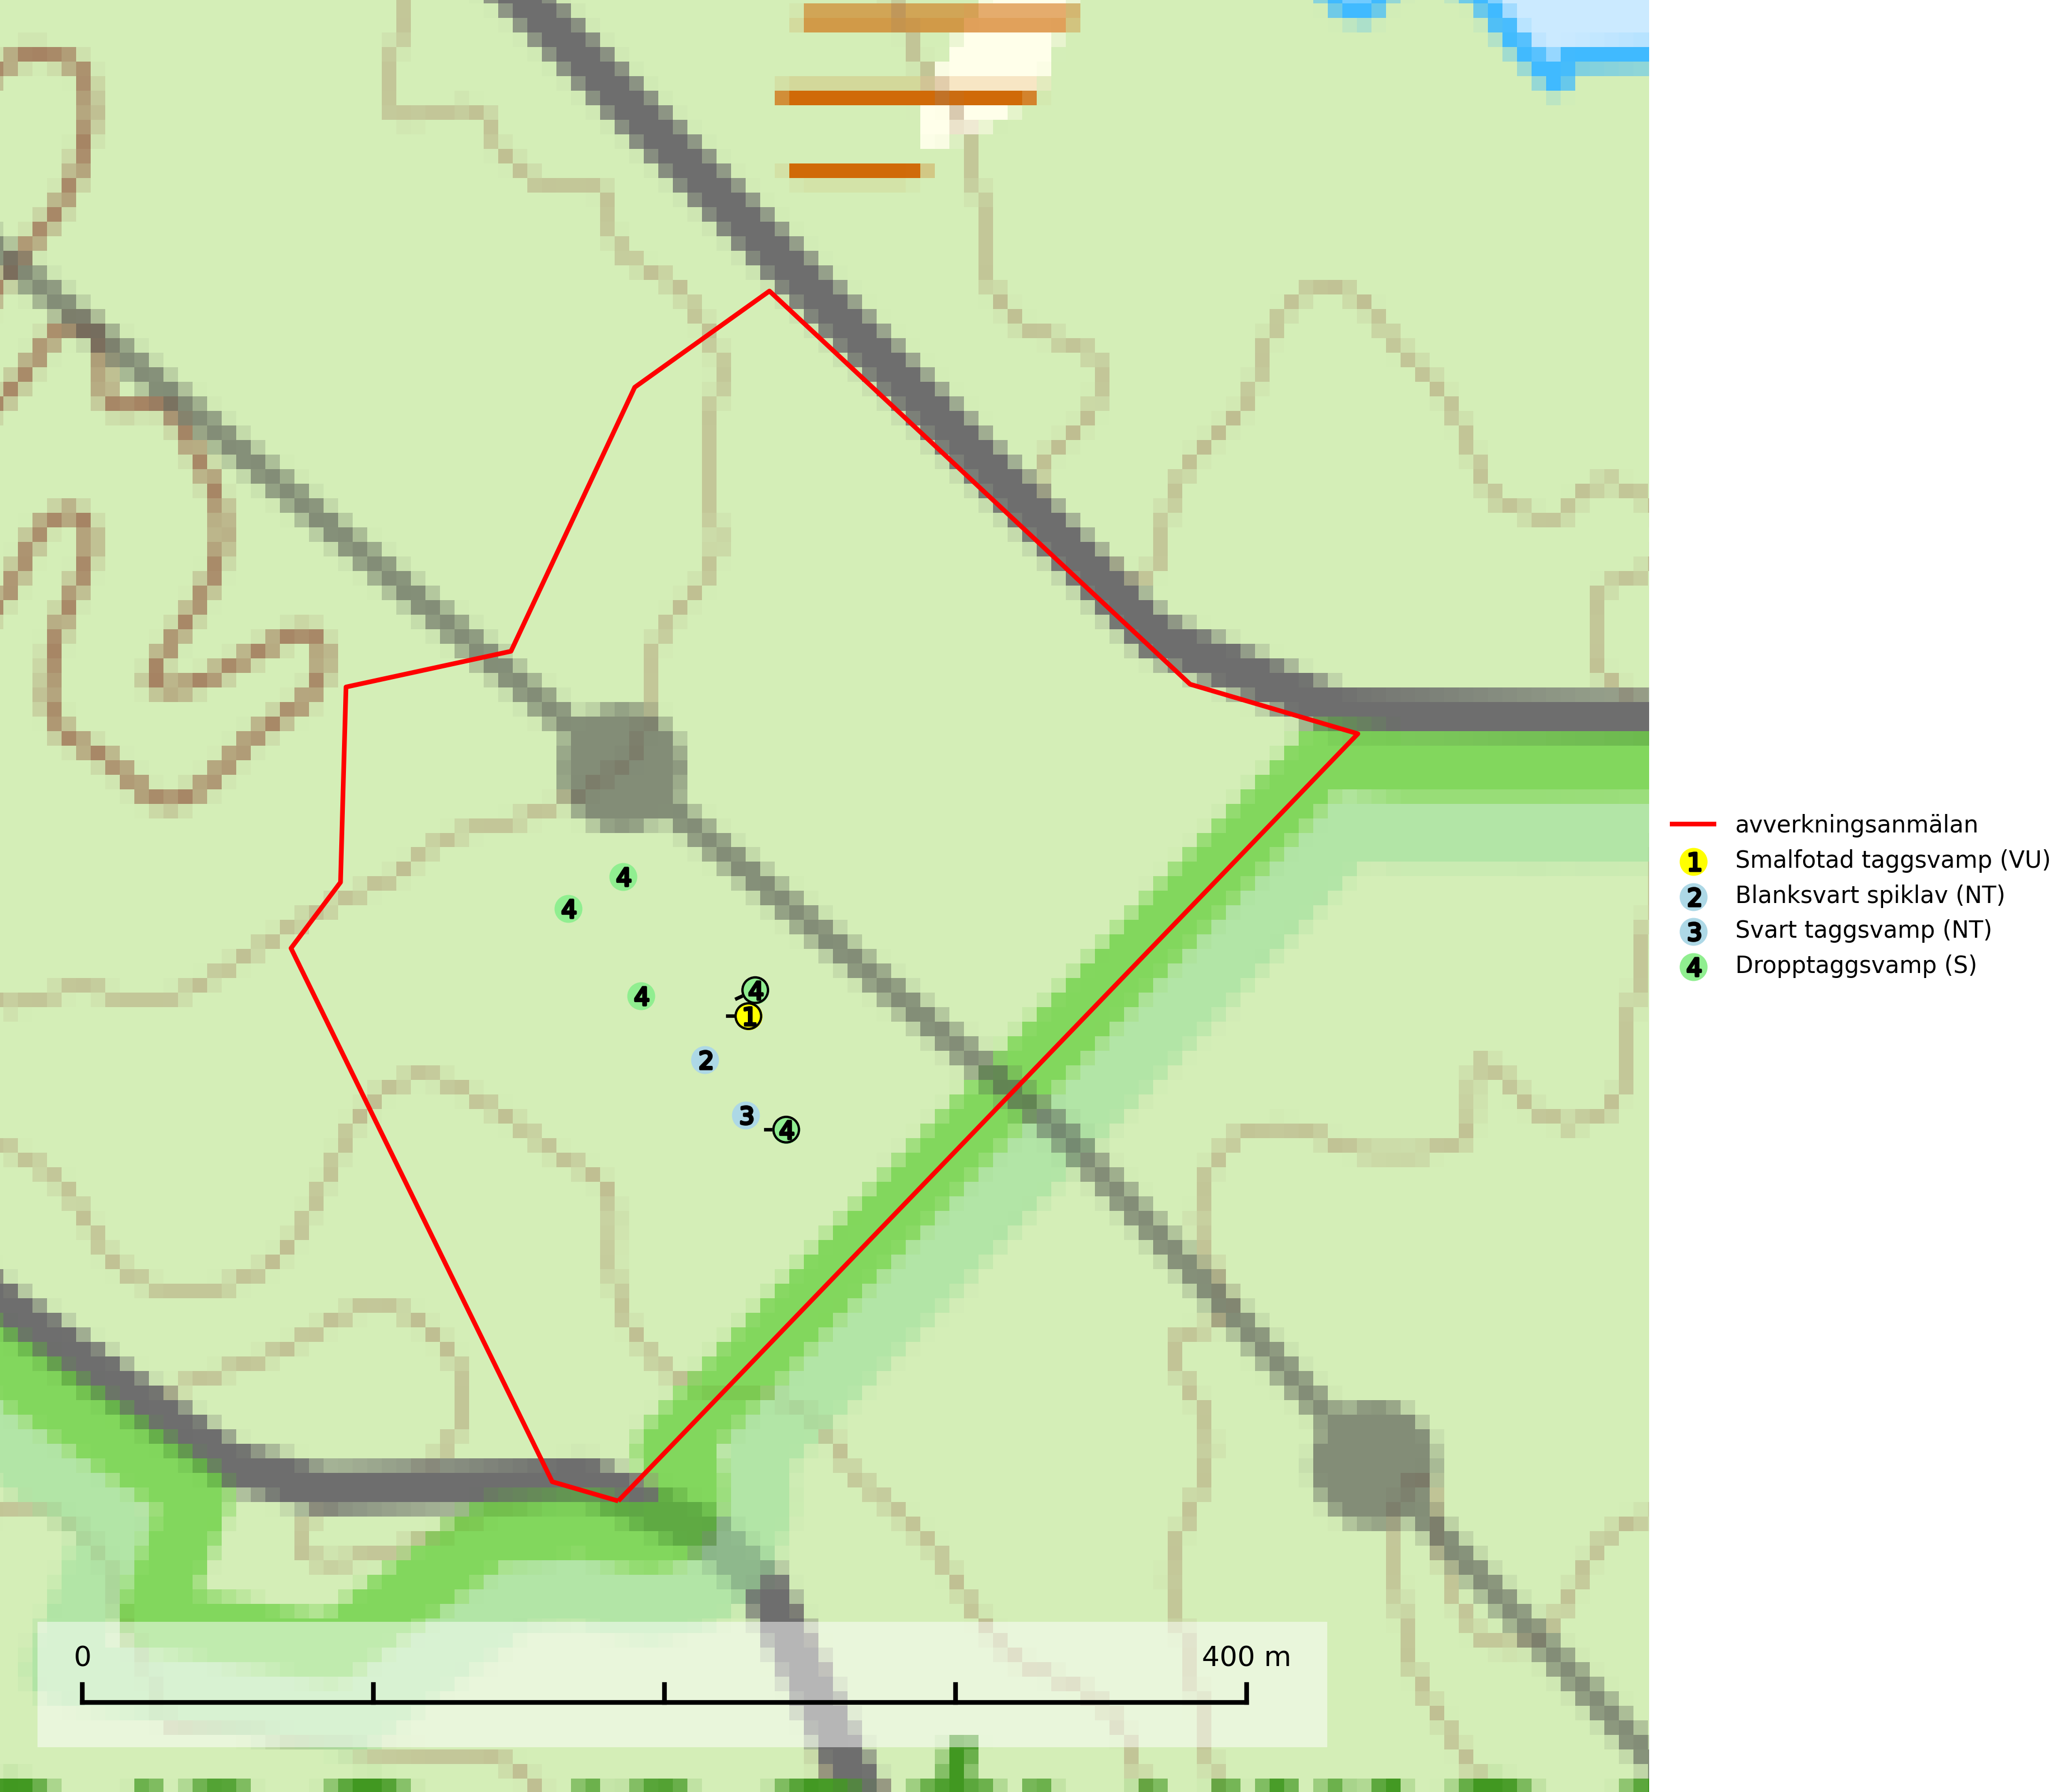 avverkningsanmälan
1 Smalfotad taggsvamp (VU)
2 Blanksvart spiklav (NT)
3 Svart taggsvamp (NT)
4 Dropptaggsvamp (S)
4
4
4
4
1
2
3
4
0 400 m